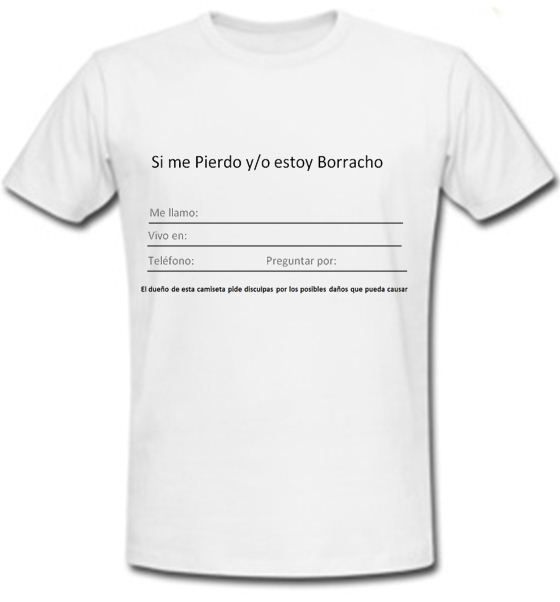 Si me Pierdo y/o estoy Borracho
Me llamo:
Vivo en:
Teléfono: Preguntar por:
El dueño de esta camiseta pide disculpas por los posibles daños que pueda causar